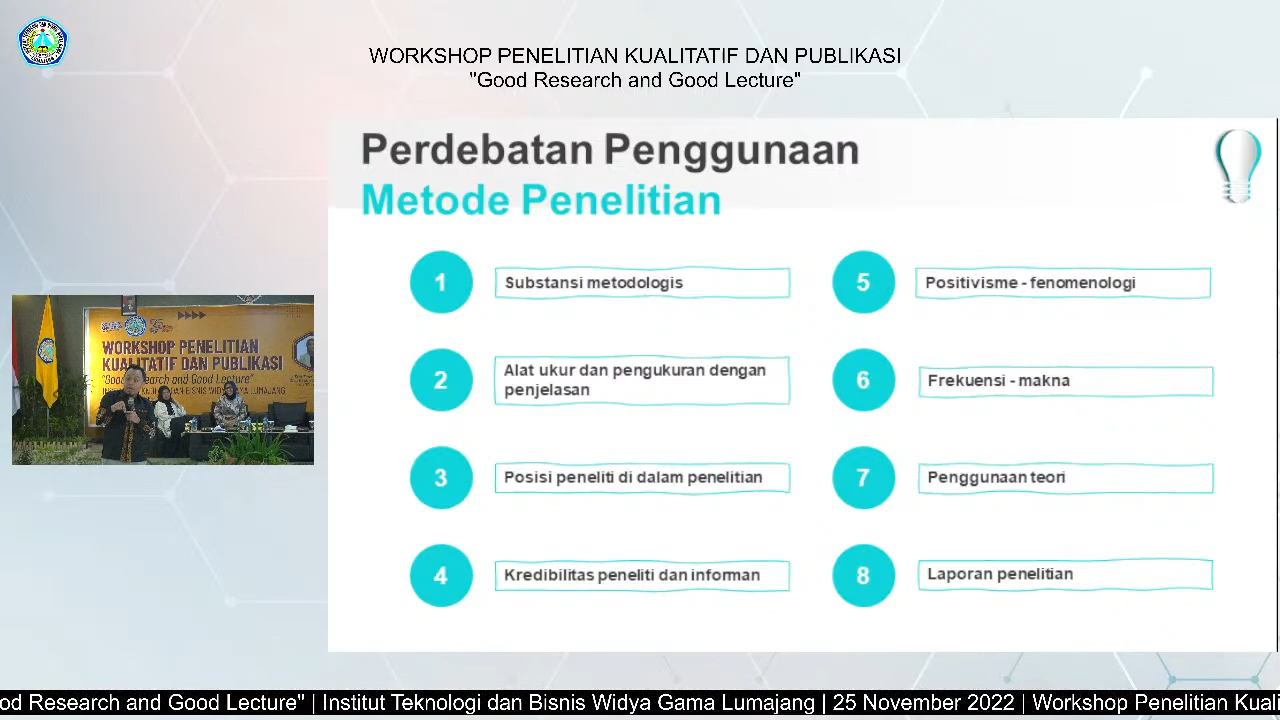 WORKSHOP PENELITIAN KUALITATIF DAN PUBLIKASI
"Good Research and Good Lecture"
Perdebatan Penggunaan
Metode Penelitian
1
Substansi metodologis
2
Alat ukur dan pengukuran dengan
penjelasan
3
Posisi peneliti di dalam penelitian
4
Kredibilitas peneliti dan informan
5
Positivisme - fenomenologi
6
Frekuensi - makna
7
Penggunaan teori
8
Laporan penelitian
WORKSHOP PENELITIAN
KUALITATIF DAN PUBLIKASI
"Good Research and Good Lecture"
od Research and Good Lecture" | Institut Teknologi dan Bisnis Widya Gama Lumajang | 25 November 2022 | Workshop Penelitian Kuali